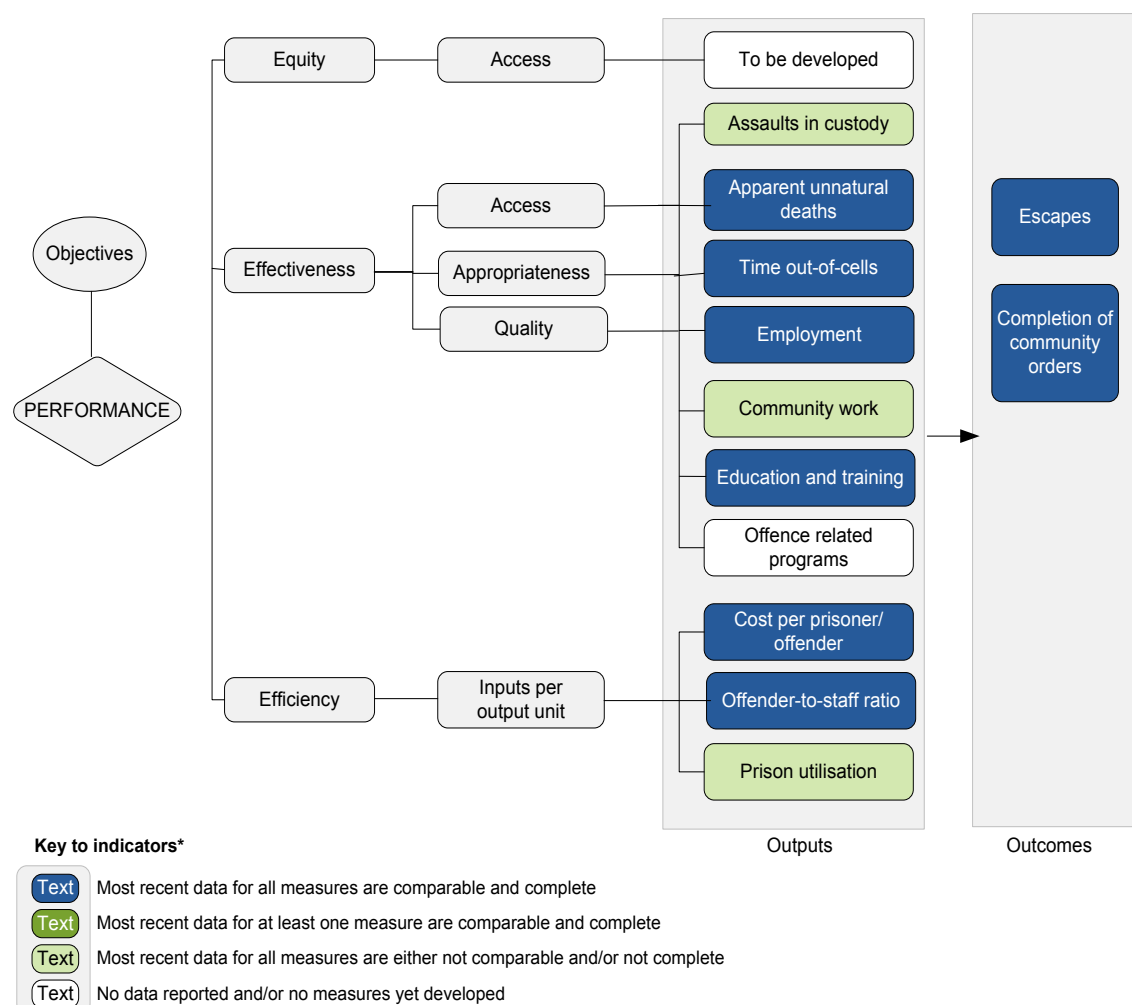 Equity
Access
To be developed
Assaults in custody
Objectives
PERFORMANCE
Effectiveness
Access
Appropriateness
Quality
Apparent unnatural
deaths
Time out-of-cells
Employment
Community work
Education and training
Offence related
programs
Escapes
Completion of
community
orders
Efficiency
Inputs per
output unit
Cost per prisoner/
offender
Offender-to-staff ratio
Prison utilisation
Outputs
Outcomes
Key to indicators*
Text Most recent data for all measures are comparable and complete
Text Most recent data for at least one measure are comparable and complete
Text Most recent data for all measures are either not comparable and/or not complete
Text No data reported and/or no measures yet developed